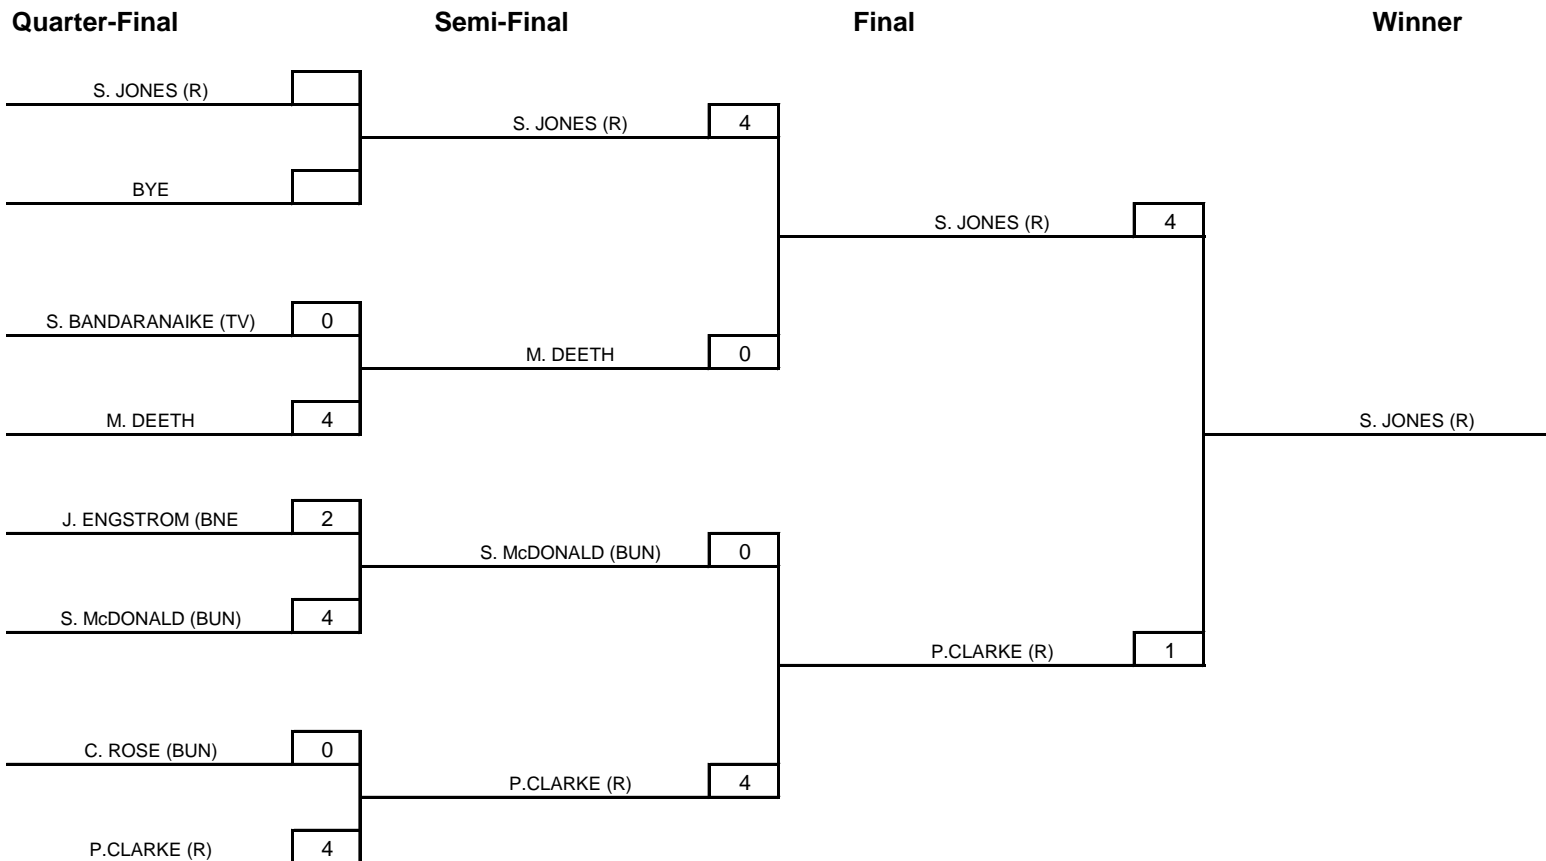 Quarter-Final Semi-Final Final Winner
S. JONES (R)
S. JONES (R) 4
BYE
S. JONES (R) 4
S. BANDARANAIKE (TV) 0
M. DEETH 0
M. DEETH 4
S. JONES (R)
J. ENGSTROM (BNE 2
S. McDONALD (BUN) 0
S. McDONALD (BUN) 4
P.CLARKE (R) 1
C. ROSE (BUN) 0
P.CLARKE (R) 4
P.CLARKE (R) 4